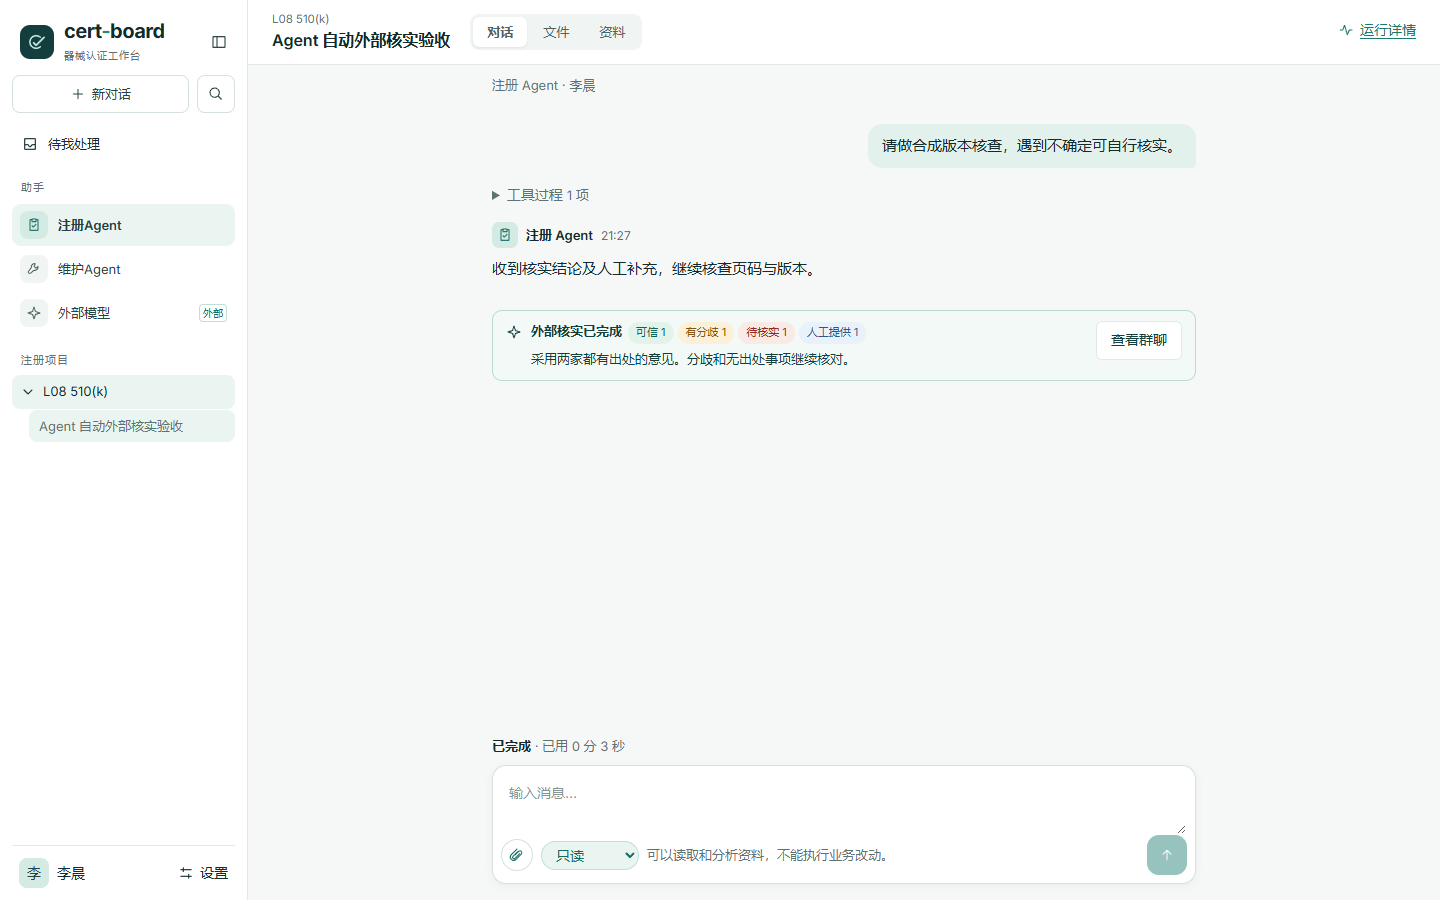 cert-board
器械认证工作台
新对话
待我处理
助手
注册Agent
维护Agent
外部模型
外部
注册项目
L08 510(k)
Agent 自动外部核实验收
李
李晨
设置
L08 510(k)
Agent 自动外部核实验收
对话
文件
资料
运行详情
注册 Agent · 李晨
请做合成版本核查，遇到不确定可自行核实。
工具过程 1 项
注册 Agent 21:27
收到核实结论及人工补充，继续核查页码与版本。
外部核实已完成 可信 1 有分歧 1 待核实 1 人工提供 1
采用两家都有出处的意见。分歧和无出处事项继续核对。
查看群聊
已完成 · 已用 0 分 3 秒
输入消息...
只读
可以读取和分析资料，不能执行业务改动。